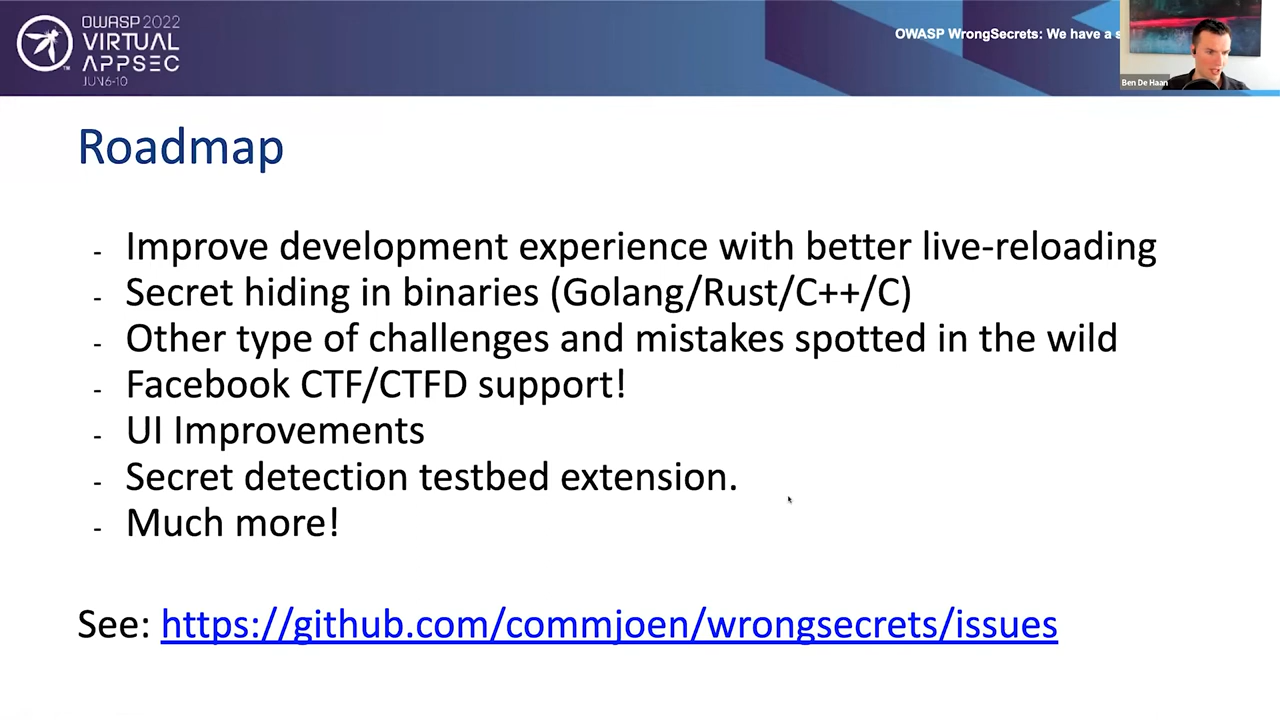 OWASP 2022
VIRTUAL
APPSEC
JUN 6-10
OWASP WrongSecrets: We have a s
Ben De Haan
Roadmap
- Improve development experience with better live-reloading
- Secret hiding in binaries (Golang/Rust/C++/C)
- Other type of challenges and mistakes spotted in the wild
- Facebook CTF/CTFD support!
- UI Improvements
- Secret detection testbed extension.
- Much more!
See: https://github.com/commjoen/wrongsecrets/issues